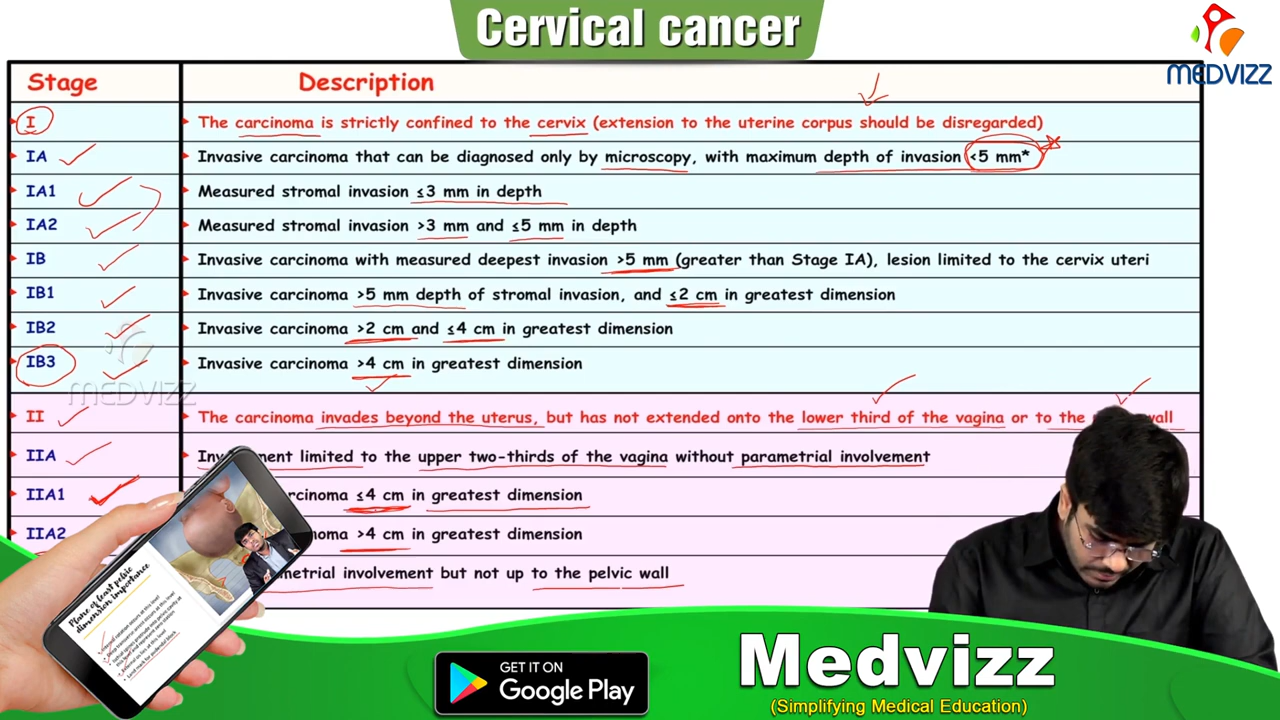 Cervical cancer
MEDVIZZ
Stage Description
I The carcinoma is strictly confined to the cervix (extension to the uterine corpus should be disregarded)
IA Invasive carcinoma that can be diagnosed only by microscopy, with maximum depth of invasion <5 mm*
IA1 Measured stromal invasion ≤3 mm in depth
IA2 Measured stromal invasion >3 mm and ≤5 mm in depth
IB Invasive carcinoma with measured deepest invasion >5 mm (greater than Stage IA), lesion limited to the cervix uteri
IB1 Invasive carcinoma >5 mm depth of stromal invasion, and ≤2 cm in greatest dimension
IB2 Invasive carcinoma >2 cm and ≤4 cm in greatest dimension
IB3 Invasive carcinoma >4 cm in greatest dimension
MEDVIZZ
II The carcinoma invades beyond the uterus, but has not extended onto the lower third of the vagina or to the wall
IIA limited to the upper two-thirds of the vagina without parametrial involvement
IIA1 ≤4 cm in greatest dimension
IIA2 >4 cm in greatest dimension
involvement but not up to the pelvic wall
Plane of least pelvic
dimension importance
GET IT ON
Google Play
Medvizz
(Simplifying Medical Education)